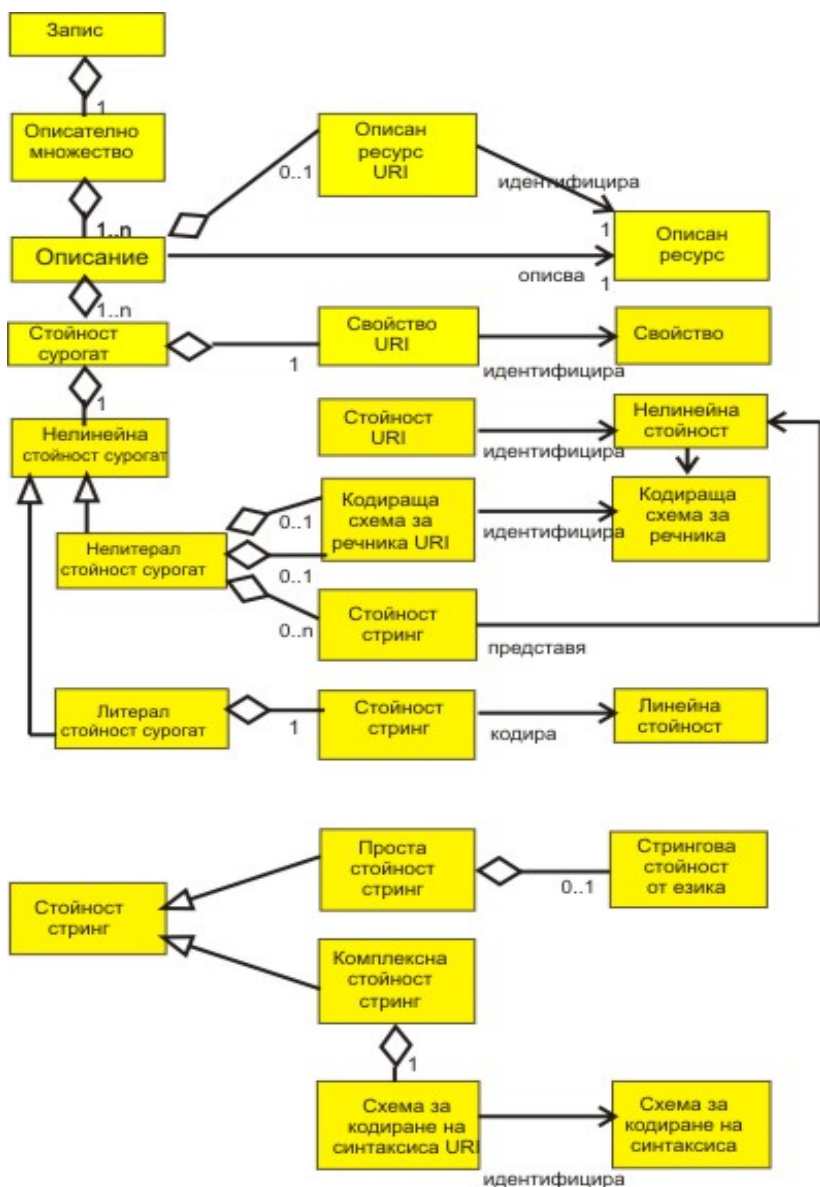 Запис
1
Описателно
множество
1..n
Описан
ресурс
URI
0..1
идентифицира
1
Описание
описва
1
Описан
ресурс
1..n
Стойност
сурогат
1
Свойство
URI
идентифицира
Свойство
1
Нелинейна
стойност сурогат
Стойност
URI
идентифицира
Нелинейна
стойност
Нелитерал
стойност сурогат
0..1
0..1
0..n
Кодираща
схема за
речника URI
идентифицира
Кодираща
схема за
речника
Стойност
стринг
представя
Литерал
стойност сурогат
1
Стойност
стринг
кодира
Линейна
стойност
Проста
стойност
стринг
0..1
Стрингова
стойност
от езика
Стойност
стринг
Комплексна
стойност
стринг
1
Схема за
кодиране на
синтаксиса URI
идентифицира
Схема за
кодиране на
синтаксиса